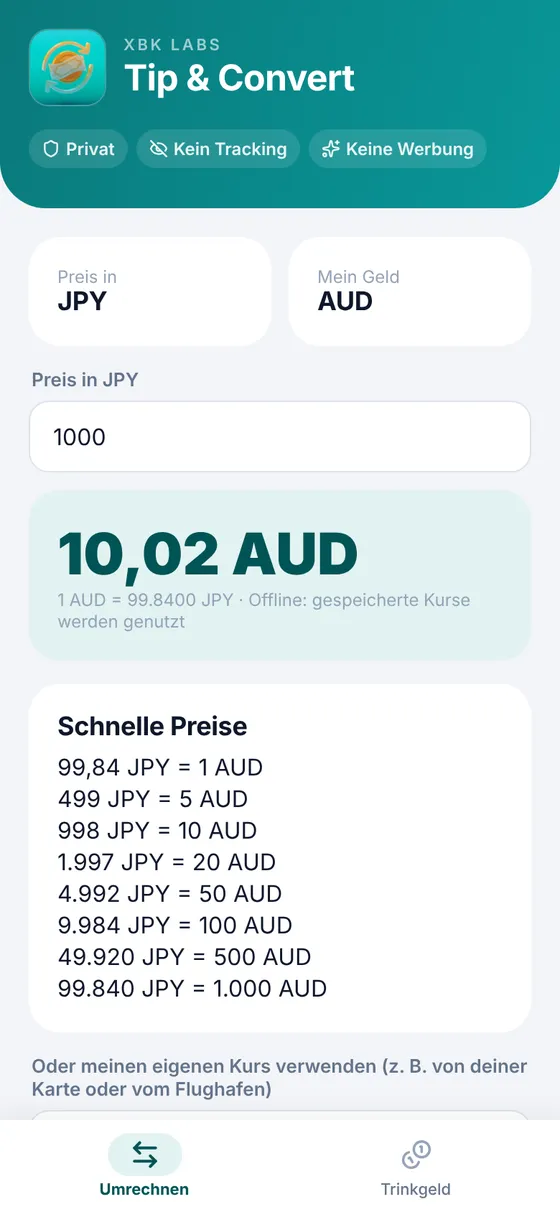 XBK LABS
Tip & Convert
Privat
Kein Tracking
Keine Werbung
Preis in
JPY
Mein Geld
AUD
Preis in JPY
1000
10,02 AUD
1 AUD = 99.8400 JPY · Offline: gespeicherte Kurse
werden genutzt
Schnelle Preise
99,84 JPY = 1 AUD
499 JPY = 5 AUD
998 JPY = 10 AUD
1.997 JPY = 20 AUD
4.992 JPY = 50 AUD
9.984 JPY = 100 AUD
49.920 JPY = 500 AUD
99.840 JPY = 1.000 AUD
Oder meinen eigenen Kurs verwenden (z. B. von deiner
Karte oder vom Flughafen)
Umrechnen
Trinkgeld